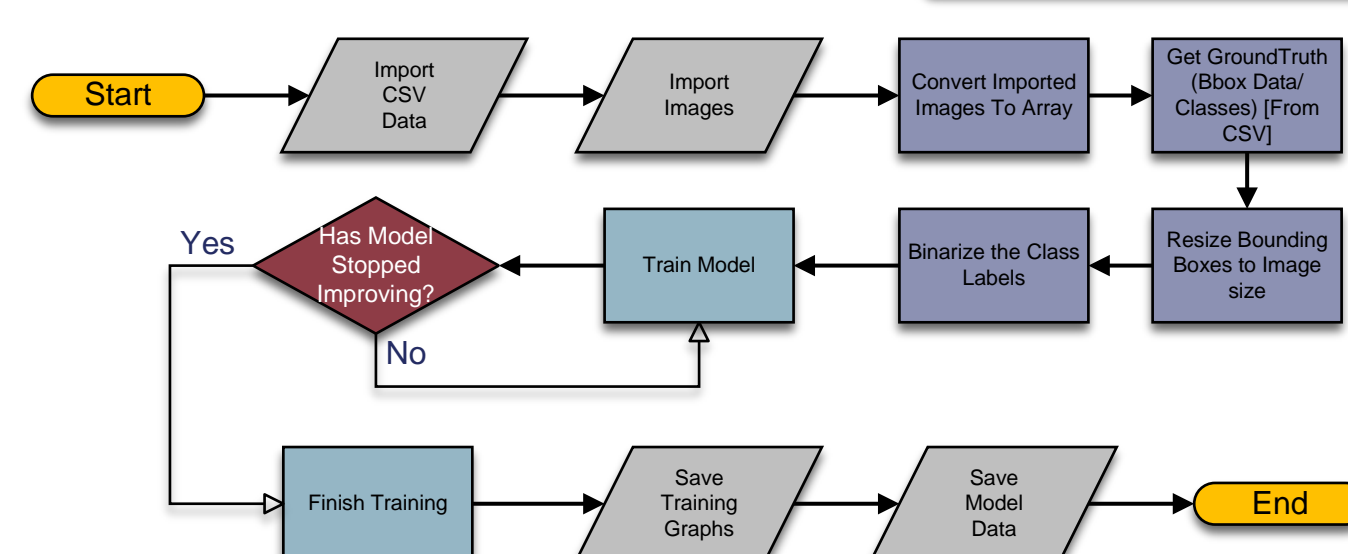 Start
Import
CSV
Data
Import
Images
Convert Imported
Images To Array
Get GroundTruth
(Bbox Data/
Classes) [From
CSV]
Yes
Has Model
Stopped
Improving?
No
Train Model
Binarize the Class
Labels
Resize Bounding
Boxes to Image
size
Finish Training
Save
Training
Graphs
Save
Model
Data
End